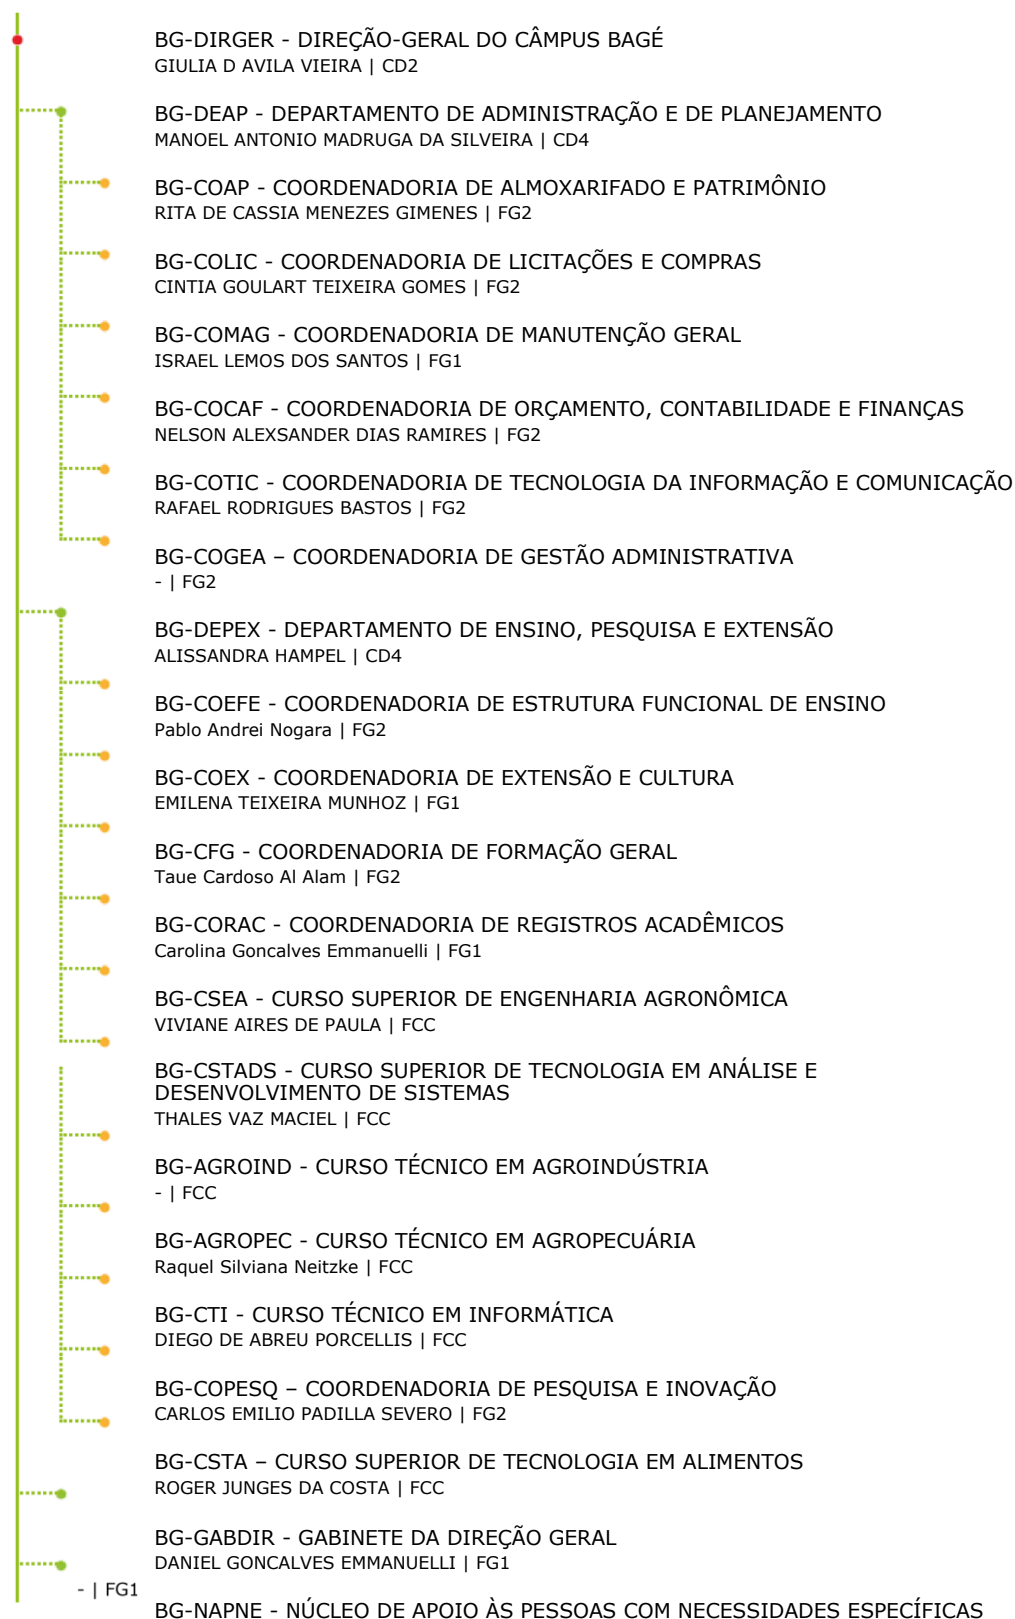 BG-DIRGER - DIREÇÃO-GERAL DO CÂMPUS BAGÉ
GIULIA D AVILA VIEIRA | CD2
BG-DEAP - DEPARTAMENTO DE ADMINISTRAÇÃO E DE PLANEJAMENTO
MANOEL ANTONIO MADRUGA DA SILVEIRA | CD4
BG-COAP - COORDENADORIA DE ALMOXARIFADO E PATRIMÔNIO
RITA DE CASSIA MENEZES GIMENES | FG2
BG-COLIC - COORDENADORIA DE LICITAÇÕES E COMPRAS
CINTIA GOULART TEIXEIRA GOMES | FG2
BG-COMAG - COORDENADORIA DE MANUTENÇÃO GERAL
ISRAEL LEMOS DOS SANTOS | FG1
BG-COCAF - COORDENADORIA DE ORÇAMENTO, CONTABILIDADE E FINANÇAS
NELSON ALEXSANDER DIAS RAMIRES | FG2
BG-COTIC - COORDENADORIA DE TECNOLOGIA DA INFORMAÇÃO E COMUNICAÇÃO
RAFAEL RODRIGUES BASTOS | FG2
BG-COGEA – COORDENADORIA DE GESTÃO ADMINISTRATIVA
- | FG2
BG-DEPEX - DEPARTAMENTO DE ENSINO, PESQUISA E EXTENSÃO
ALISSANDRA HAMPEL | CD4
BG-COEFE - COORDENADORIA DE ESTRUTURA FUNCIONAL DE ENSINO
Pablo Andrei Nogara | FG2
BG-COEX - COORDENADORIA DE EXTENSÃO E CULTURA
EMILENA TEIXEIRA MUNHOZ | FG1
BG-CFG - COORDENADORIA DE FORMAÇÃO GERAL
Taue Cardoso Al Alam | FG2
BG-CORAC - COORDENADORIA DE REGISTROS ACADÊMICOS
Carolina Goncalves Emmanuelli | FG1
BG-CSEA - CURSO SUPERIOR DE ENGENHARIA AGRONÔMICA
VIVIANE AIRES DE PAULA | FCC
BG-CSTADS - CURSO SUPERIOR DE TECNOLOGIA EM ANÁLISE E
DESENVOLVIMENTO DE SISTEMAS
THALES VAZ MACIEL | FCC
BG-AGROIND - CURSO TÉCNICO EM AGROINDÚSTRIA
- | FCC
BG-AGROPEC - CURSO TÉCNICO EM AGROPECUÁRIA
Raquel Silviana Neitzke | FCC
BG-CTI - CURSO TÉCNICO EM INFORMÁTICA
DIEGO DE ABREU PORCELLIS | FCC
BG-COPESQ – COORDENADORIA DE PESQUISA E INOVAÇÃO
CARLOS EMILIO PADILLA SEVERO | FG2
BG-CSTA – CURSO SUPERIOR DE TECNOLOGIA EM ALIMENTOS
ROGER JUNGES DA COSTA | FCC
BG-GABDIR - GABINETE DA DIREÇÃO GERAL
DANIEL GONCALVES EMMANUELLI | FG1
- | FG1
BG-NAPNE - NÚCLEO DE APOIO ÀS PESSOAS COM NECESSIDADES ESPECÍFICAS